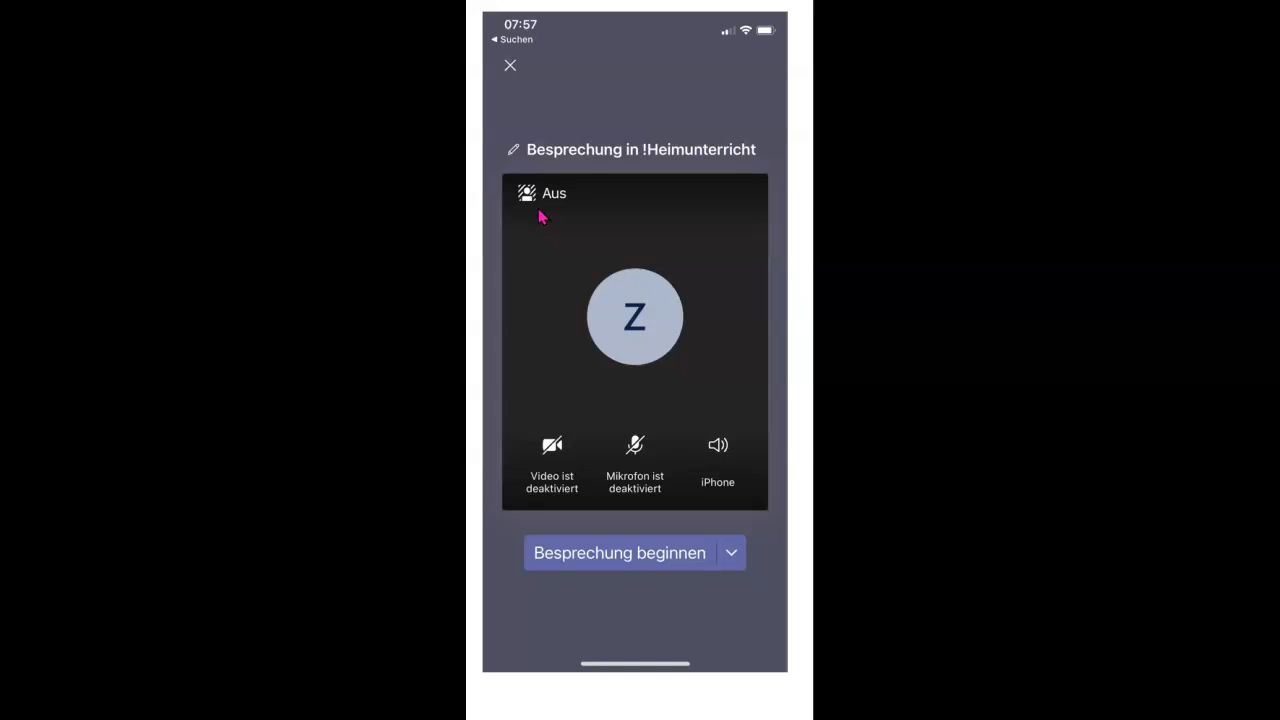 07:57
Suchen
Besprechung in !Heimunterricht
Aus
Z
Video ist
deaktiviert
Mikrofon ist
deaktiviert
iPhone
Besprechung beginnen